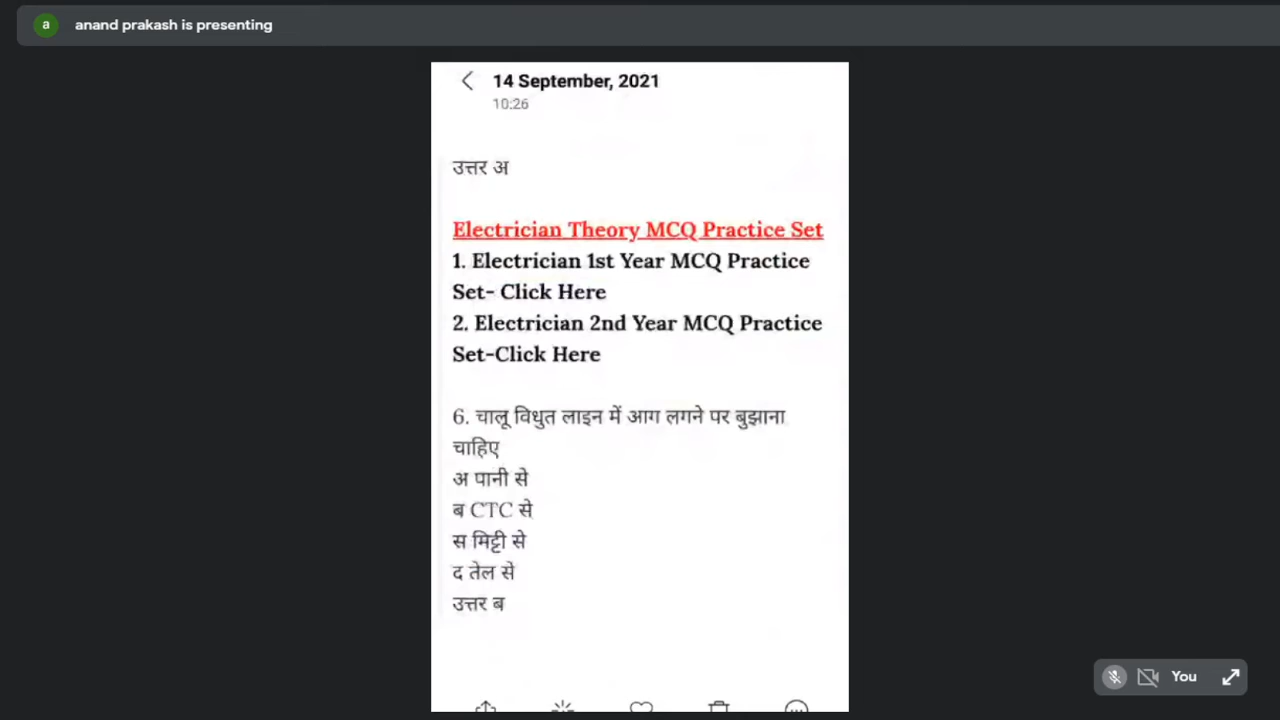 a anand prakash is presenting
14 September, 2021
10:26
उत्तर अ
Electrician Theory MCQ Practice Set
1. Electrician 1st Year MCQ Practice
Set- Click Here
2. Electrician 2nd Year MCQ Practice
Set-Click Here
6. चालू विधुत लाइन में आग लगने पर बुझाना
चाहिए
अ पानी से
ब CTC से
स मिट्टी से
द तेल से
उत्तर ब
You